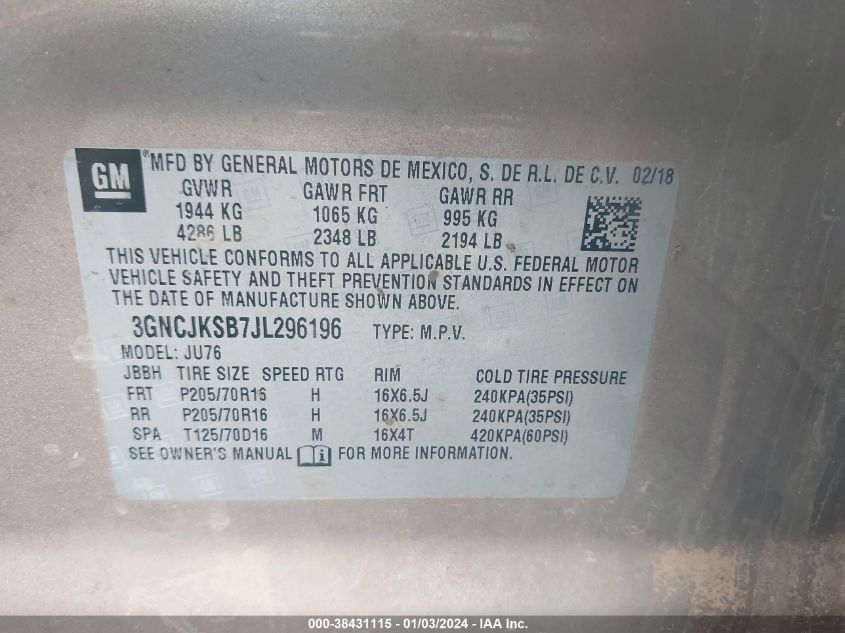 GM ® MFD BY GENERAL MOTORS DE MEXICO, S. DE R.L. DE C.V. 02/18
GVWR GAWR FRT GAWR RR
1944 KG 1065 KG 995 KG
4286 LB 2348 LB 2194 LB
THIS VEHICLE CONFORMS TO ALL APPLICABLE U.S. FEDERAL MOTOR
VEHICLE SAFETY AND THEFT PREVENTION STANDARDS IN EFFECT ON
THE DATE OF MANUFACTURE SHOWN ABOVE.
3GNCJKSB7JL296196 TYPE: M.P.V.
MODEL: JU76
JBBH TIRE SIZE SPEED RTG RIM COLD TIRE PRESSURE
FRT P205/70R16 H 16X6.5J 240KPA(35PSI)
RR P205/70R16 H 16X6.5J 240KPA(35PSI)
SPA T125/70D16 M 16X4T 420KPA(60PSI)
SEE OWNER'S MANUAL i FOR MORE INFORMATION.
000-38431115 - 01/03/2024 - IAA Inc.